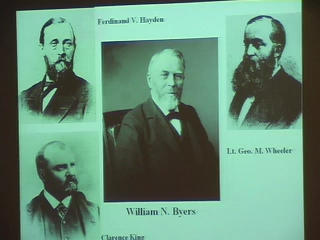 Ferdinand V. Hayden
Lt. Geo. M. Wheeler
William N. Byers
Clarence King